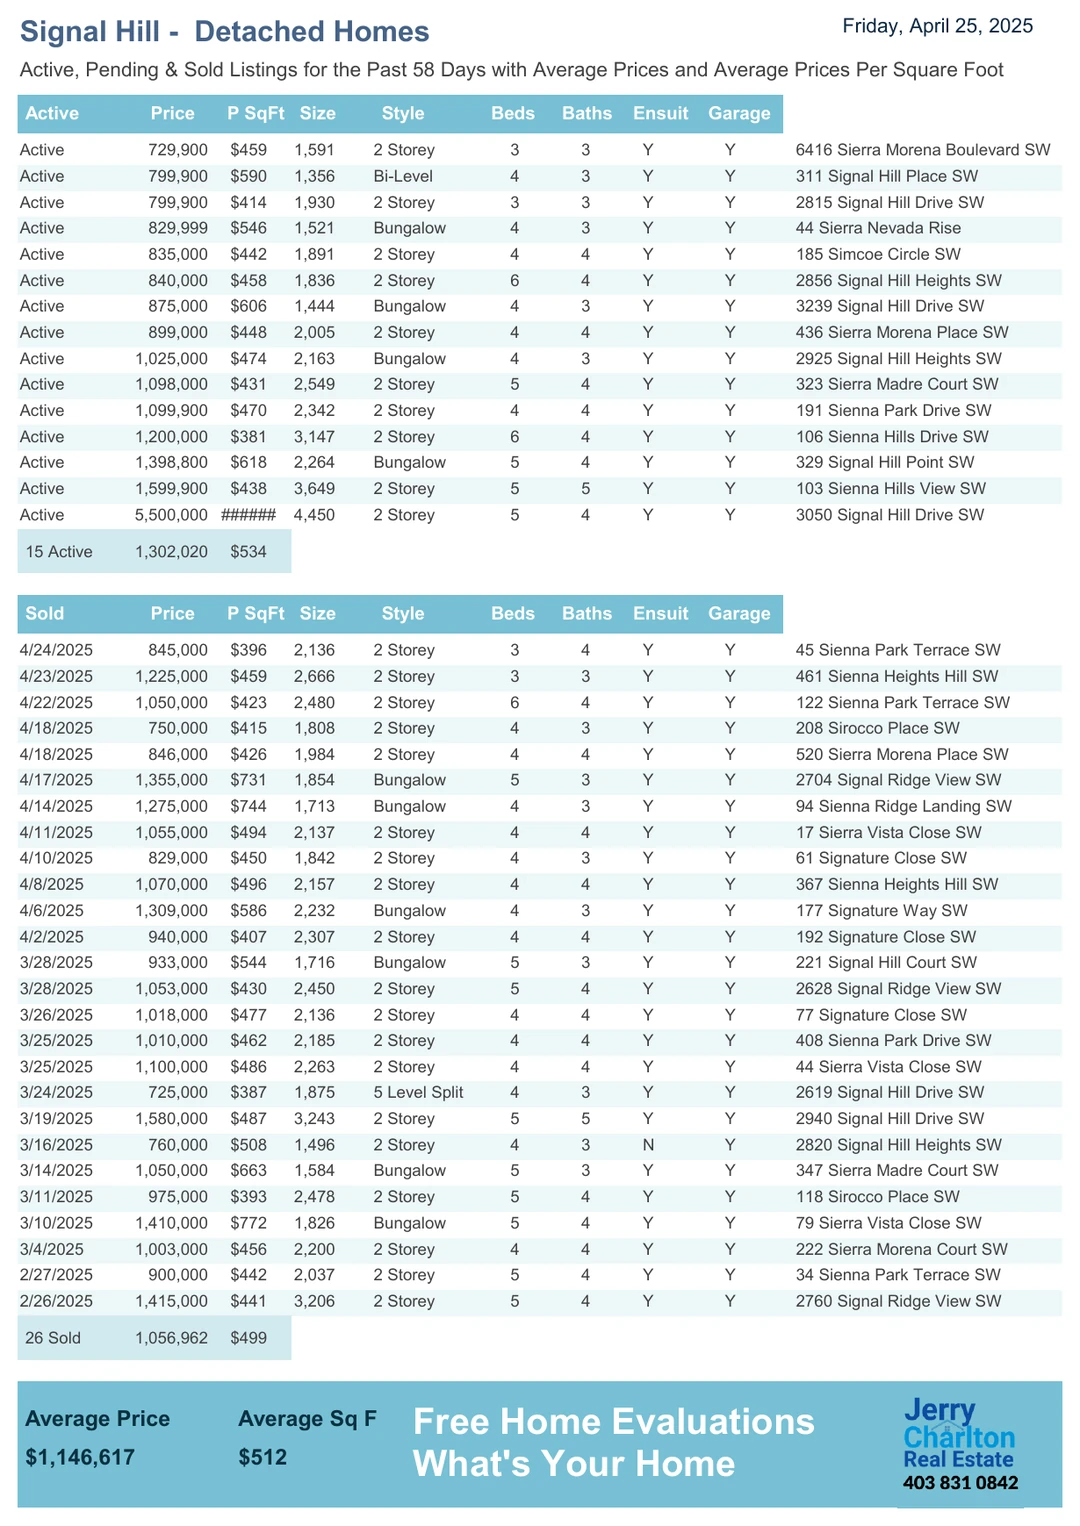 Signal Hill - Detached Homes
Friday, April 25, 2025
Active, Pending & Sold Listings for the Past 58 Days with Average Prices and Average Prices Per Square Foot
Active Price P SqFt Size Style Beds Baths Ensuit Garage
Active 729,900 $459 1,591 2 Storey 3 3 Y Y 6416 Sierra Morena Boulevard SW
Active 799,900 $590 1,356 Bi-Level 4 3 Y Y 311 Signal Hill Place SW
Active 799,900 $414 1,930 2 Storey 3 3 Y Y 2815 Signal Hill Drive SW
Active 829,999 $546 1,521 Bungalow 4 3 Y Y 44 Sierra Nevada Rise
Active 835,000 $442 1,891 2 Storey 4 4 Y Y 185 Simcoe Circle SW
Active 840,000 $458 1,836 2 Storey 6 4 Y Y 2856 Signal Hill Heights SW
Active 875,000 $606 1,444 Bungalow 4 3 Y Y 3239 Signal Hill Drive SW
Active 899,000 $448 2,005 2 Storey 4 4 Y Y 436 Sierra Morena Place SW
Active 1,025,000 $474 2,163 Bungalow 4 3 Y Y 2925 Signal Hill Heights SW
Active 1,098,000 $431 2,549 2 Storey 5 4 Y Y 323 Sierra Madre Court SW
Active 1,099,900 $470 2,342 2 Storey 4 4 Y Y 191 Sienna Park Drive SW
Active 1,200,000 $381 3,147 2 Storey 6 4 Y Y 106 Sienna Hills Drive SW
Active 1,398,800 $618 2,264 Bungalow 5 4 Y Y 329 Signal Hill Point SW
Active 1,599,900 $438 3,649 2 Storey 5 5 Y Y 103 Sienna Hills View SW
Active 5,500,000 ###### 4,450 2 Storey 5 4 Y Y 3050 Signal Hill Drive SW
15 Active 1,302,020 $534
Sold Price P SqFt Size Style Beds Baths Ensuit Garage
4/24/2025 845,000 $396 2,136 2 Storey 3 4 Y Y 45 Sienna Park Terrace SW
4/23/2025 1,225,000 $459 2,666 2 Storey 3 3 Y Y 461 Sienna Heights Hill SW
4/22/2025 1,050,000 $423 2,480 2 Storey 6 4 Y Y 122 Sienna Park Terrace SW
4/18/2025 750,000 $415 1,808 2 Storey 4 3 Y Y 208 Sirocco Place SW
4/18/2025 846,000 $426 1,984 2 Storey 4 4 Y Y 520 Sierra Morena Place SW
4/17/2025 1,355,000 $731 1,854 Bungalow 5 3 Y Y 2704 Signal Ridge View SW
4/14/2025 1,275,000 $744 1,713 Bungalow 4 3 Y Y 94 Sienna Ridge Landing SW
4/11/2025 1,055,000 $494 2,137 2 Storey 4 4 Y Y 17 Sierra Vista Close SW
4/10/2025 829,000 $450 1,842 2 Storey 4 3 Y Y 61 Signature Close SW
4/8/2025 1,070,000 $496 2,157 2 Storey 4 4 Y Y 367 Sienna Heights Hill SW
4/6/2025 1,309,000 $586 2,232 Bungalow 4 3 Y Y 177 Signature Way SW
4/2/2025 940,000 $407 2,307 2 Storey 4 4 Y Y 192 Signature Close SW
3/28/2025 933,000 $544 1,716 Bungalow 5 3 Y Y 221 Signal Hill Court SW
3/28/2025 1,053,000 $430 2,450 2 Storey 5 4 Y Y 2628 Signal Ridge View SW
3/26/2025 1,018,000 $477 2,136 2 Storey 4 4 Y Y 77 Signature Close SW
3/25/2025 1,010,000 $462 2,185 2 Storey 4 4 Y Y 408 Sienna Park Drive SW
3/25/2025 1,100,000 $486 2,263 2 Storey 4 4 Y Y 44 Sierra Vista Close SW
3/24/2025 725,000 $387 1,875 5 Level Split 4 3 Y Y 2619 Signal Hill Drive SW
3/19/2025 1,580,000 $487 3,243 2 Storey 5 5 Y Y 2940 Signal Hill Drive SW
3/16/2025 760,000 $508 1,496 2 Storey 4 3 N Y 2820 Signal Hill Heights SW
3/14/2025 1,050,000 $663 1,584 Bungalow 5 3 Y Y 347 Sierra Madre Court SW
3/11/2025 975,000 $393 2,478 2 Storey 5 4 Y Y 118 Sirocco Place SW
3/10/2025 1,410,000 $772 1,826 Bungalow 5 4 Y Y 79 Sierra Vista Close SW
3/4/2025 1,003,000 $456 2,200 2 Storey 4 4 Y Y 222 Sierra Morena Court SW
2/27/2025 900,000 $442 2,037 2 Storey 5 4 Y Y 34 Sienna Park Terrace SW
2/26/2025 1,415,000 $441 3,206 2 Storey 5 4 Y Y 2760 Signal Ridge View SW
26 Sold 1,056,962 $499
Average Price Average Sq F
$1,146,617 $512
Free Home Evaluations
What's Your Home
Jerry
Charlton
Real Estate
403 831 0842